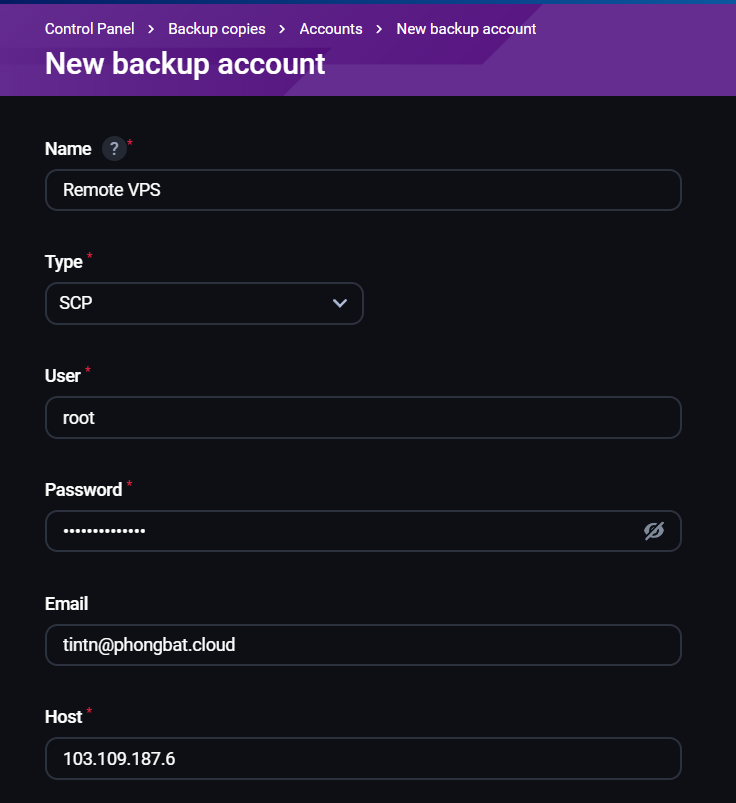 Control Panel > Backup copies > Accounts > New backup account
New backup account
Name ? *
Remote VPS
Type *
SCP
User *
root
Password *
••••••••••••••
Email
tintn@phongbat.cloud
Host *
103.109.187.6